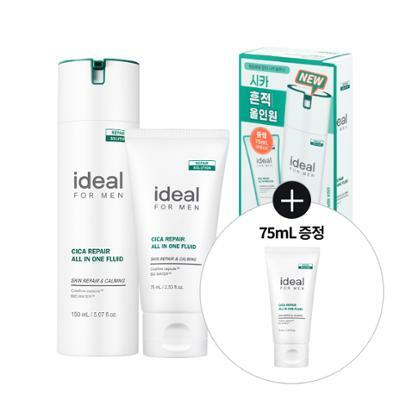 REPAIR
SOLUTION
ideal
FOR MEN
CICA REPAIR
ALL IN ONE FLUID
SKIN REPAIR & CALMING
150 mL / 5.07 fl.oz.
REPAIR
SOLUTION
ideal
FOR MEN
CICA REPAIR
ALL IN ONE FLUID
SKIN REPAIR & CALMING
75 mL / 2.53 fl.oz.
시카
흔적
올인원
NEW
증정
75mL
75mL 증정
ideal
FOR MEN
CICA REPAIR
ALL IN ONE FLUID